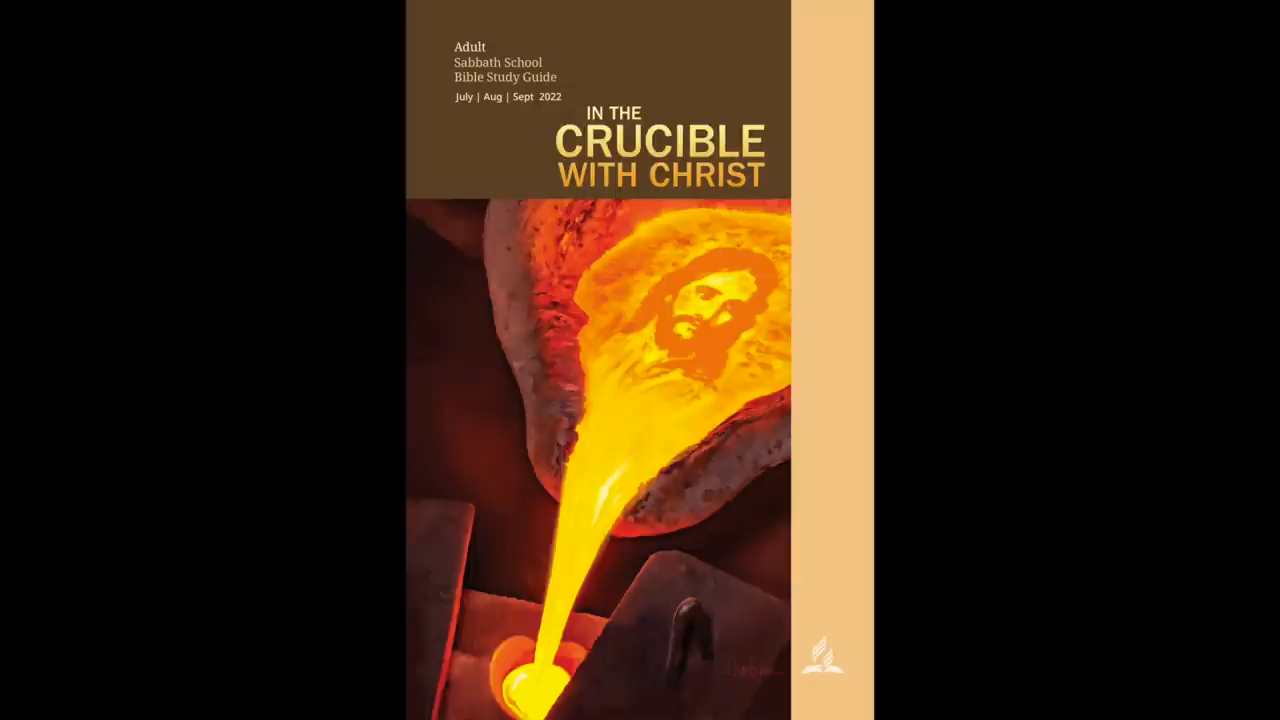 Adult
Sabbath School
Bible Study Guide
July | Aug | Sept 2022
IN THE
CRUCIBLE
WITH CHRIST